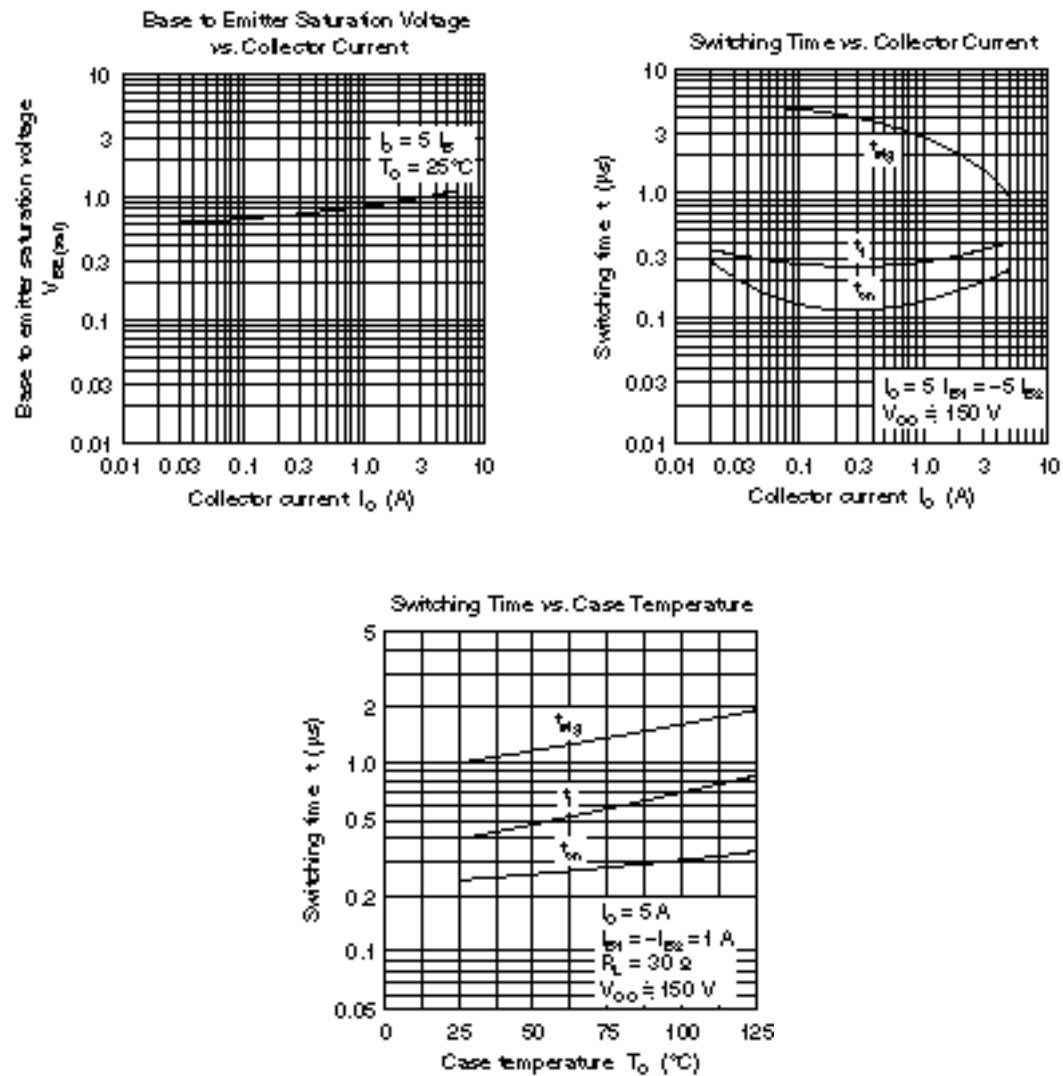 Base to Emitter Saturation Voltage
vs. Collector Current
Base to emitter saturation voltage
V_BE(sat)
10
3
1.0
0.3
0.1
0.03
0.01
I_C = 5 I_B
T_C = 25°C
0.01 0.03 0.1 0.3 1.0 3 10
Collector current I_C (A)
Switching Time vs. Collector Current
Switching time t (µs)
10
3
1.0
0.3
0.1
0.03
0.01
t_stg
t_f
t_on
I_C = 5 I_B1 = –5 I_B2
V_CC ≒ 150 V
0.01 0.03 0.1 0.3 1.0 3 10
Collector current I_C (A)
Switching Time vs. Case Temperature
Switching time t (µs)
5
2
1.0
0.5
0.2
0.1
0.05
t_stg
t_f
t_on
I_C = 5 A
I_B1 = –I_B2 = 1 A
R_L = 30 Ω
V_CC ≒ 150 V
0 25 50 75 100 125
Case temperature T_C (°C)